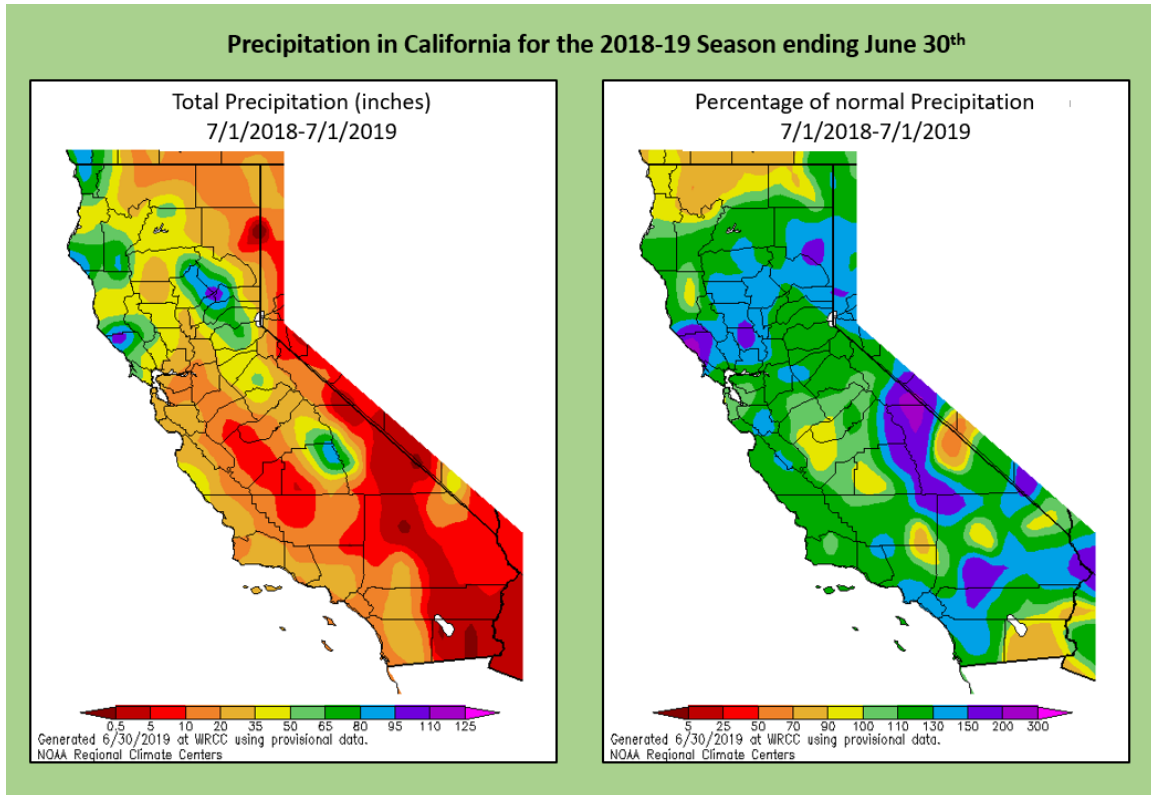 Precipitation in California for the 2018-19 Season ending June 30th
Total Precipitation (inches)
7/1/2018-7/1/2019
0.5 5 10 20 35 50 65 80 95 110 125
Generated 6/30/2019 at WRCC using provisional data.
NOAA Regional Climate Centers
Percentage of normal Precipitation
7/1/2018-7/1/2019
5 25 50 70 90 100 110 130 150 200 300
Generated 6/30/2019 at WRCC using provisional data.
NOAA Regional Climate Centers